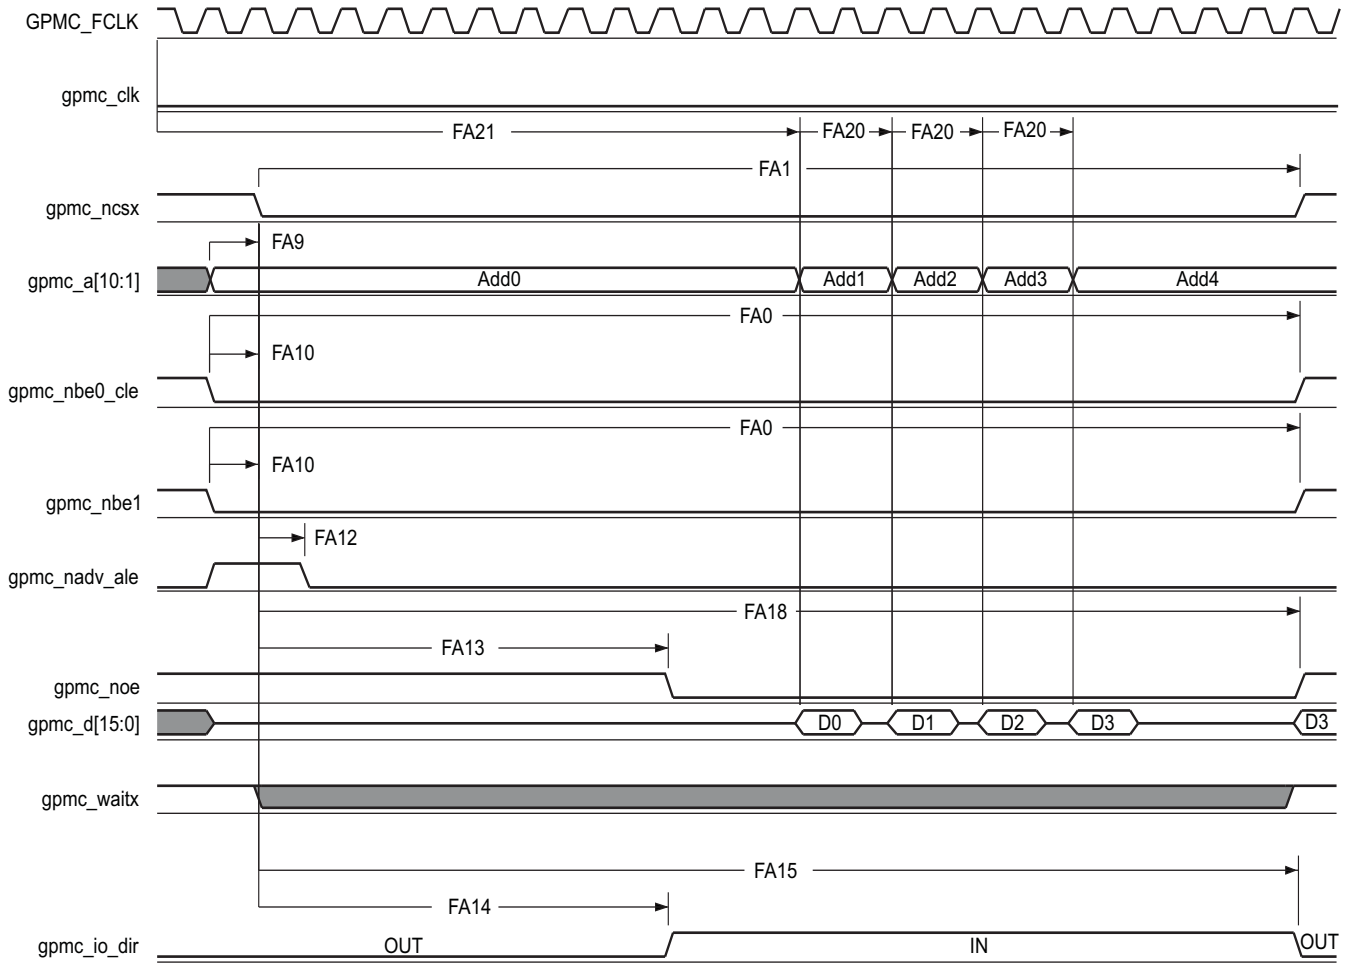 GPMC_FCLK
gpmc_clk
FA21 FA20 FA20 FA20
FA1
gpmc_ncsx
FA9
gpmc_a[10:1] Add0 Add1 Add2 Add3 Add4
FA0
FA10
gpmc_nbe0_cle
FA0
FA10
gpmc_nbe1
FA12
gpmc_nadv_ale
FA18
FA13
gpmc_noe
gpmc_d[15:0] D0 D1 D2 D3 D3
gpmc_waitx
FA15
FA14
gpmc_io_dir OUT IN OUT